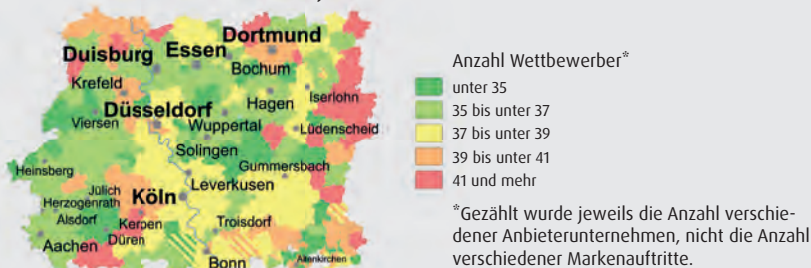 Dortmund
Duisburg Essen
Bochum
Krefeld
Hagen Iserlohn
Düsseldorf
Viersen Wuppertal Lüdenscheid
Solingen
Heinsberg Gummersbach
Leverkusen
Jülich
Herzogenrath Köln
Alsdorf Kerpen Troisdorf
Aachen Düren
Bonn Altenkirchen
Anzahl Wettbewerber*
unter 35
35 bis unter 37
37 bis unter 39
39 bis unter 41
41 und mehr
*Gezählt wurde jeweils die Anzahl verschie-
dener Anbieterunternehmen, nicht die Anzahl
verschiedener Markenauftritte.